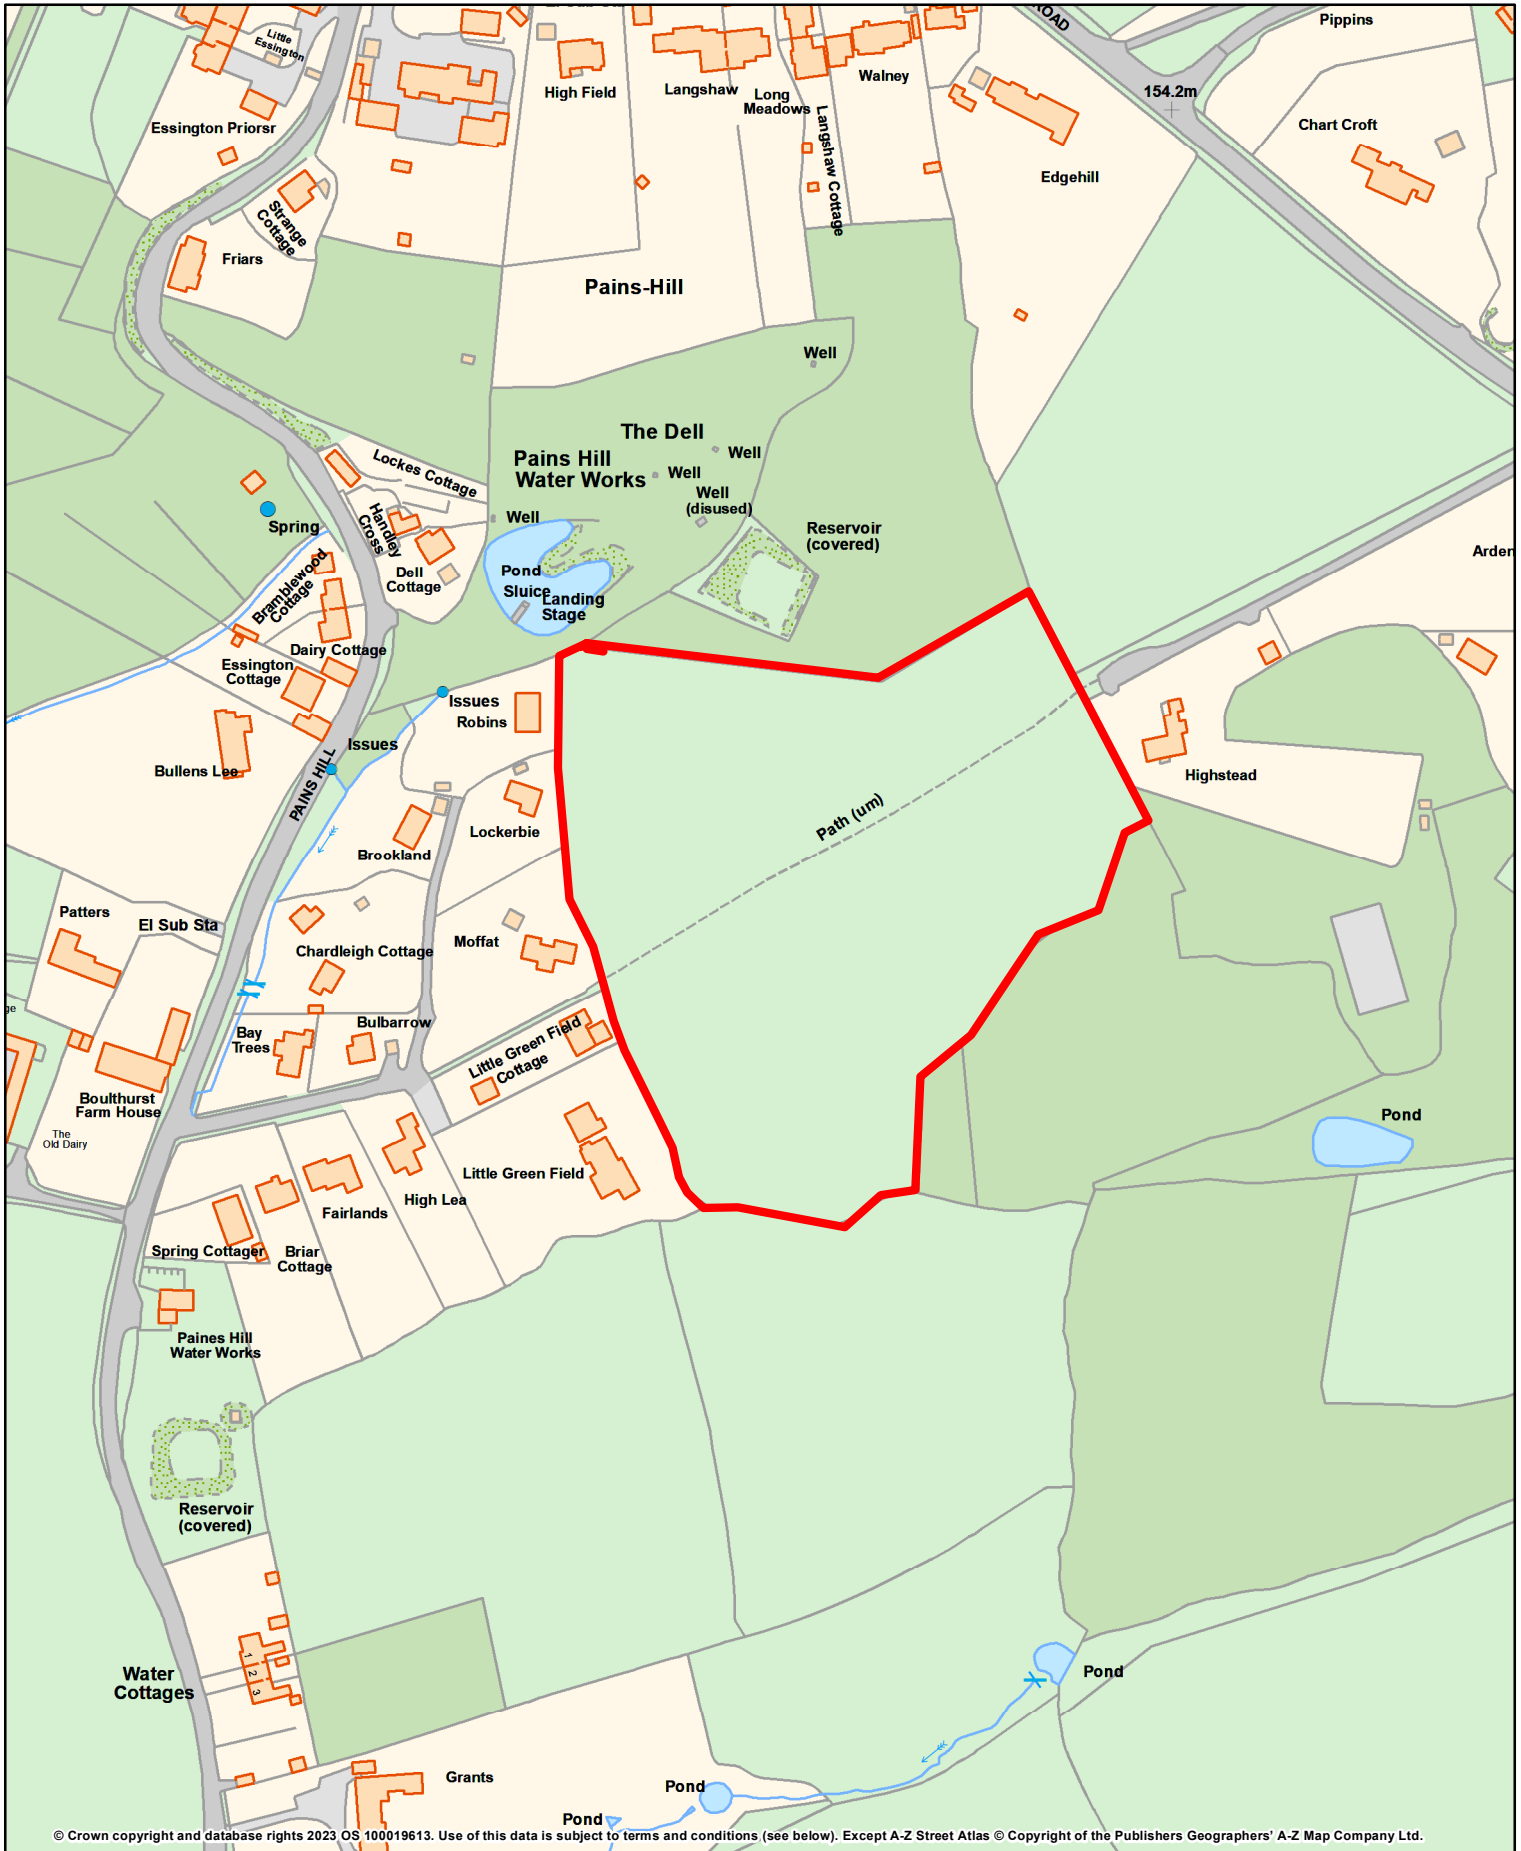 ROAD
Pippins
Little
Essington
High Field
Langshaw
Long
Meadows
Walney
154.2m
Essington Priorsr
Langshaw Cottage
Chart Croft
Edgehill
Strange
Cottage
Friars
Pains-Hill
Well
The Dell
Pains Hill
Water Works
Well
Well
Well
(disused)
Lockes Cottage
Handley
Cross
Well
Spring
Reservoir
(covered)
Arden
Bramblewood
Cottage
Dell
Cottage
Pond
Sluice
Landing
Stage
Dairy Cottage
Essington
Cottage
Issues
Robins
Issues
Bullens Lee
PAINS HILL
Highstead
Path (um)
Lockerbie
Brookland
Patters
El Sub Sta
Chardleigh Cottage
Moffat
ge
Bay
Trees
Bulbarrow
Little Green Field
Cottage
Boulthurst
Farm House
The
Old Dairy
Pond
Little Green Field
High Lea
Fairlands
Spring Cottager
Briar
Cottage
Paines Hill
Water Works
Reservoir
(covered)
1
2
3
Water
Cottages
Pond
Grants
Pond
Pond
© Crown copyright and database rights 2023 OS 100019613. Use of this data is subject to terms and conditions (see below). Except A-Z Street Atlas © Copyright of the Publishers Geographers' A-Z Map Company Ltd.